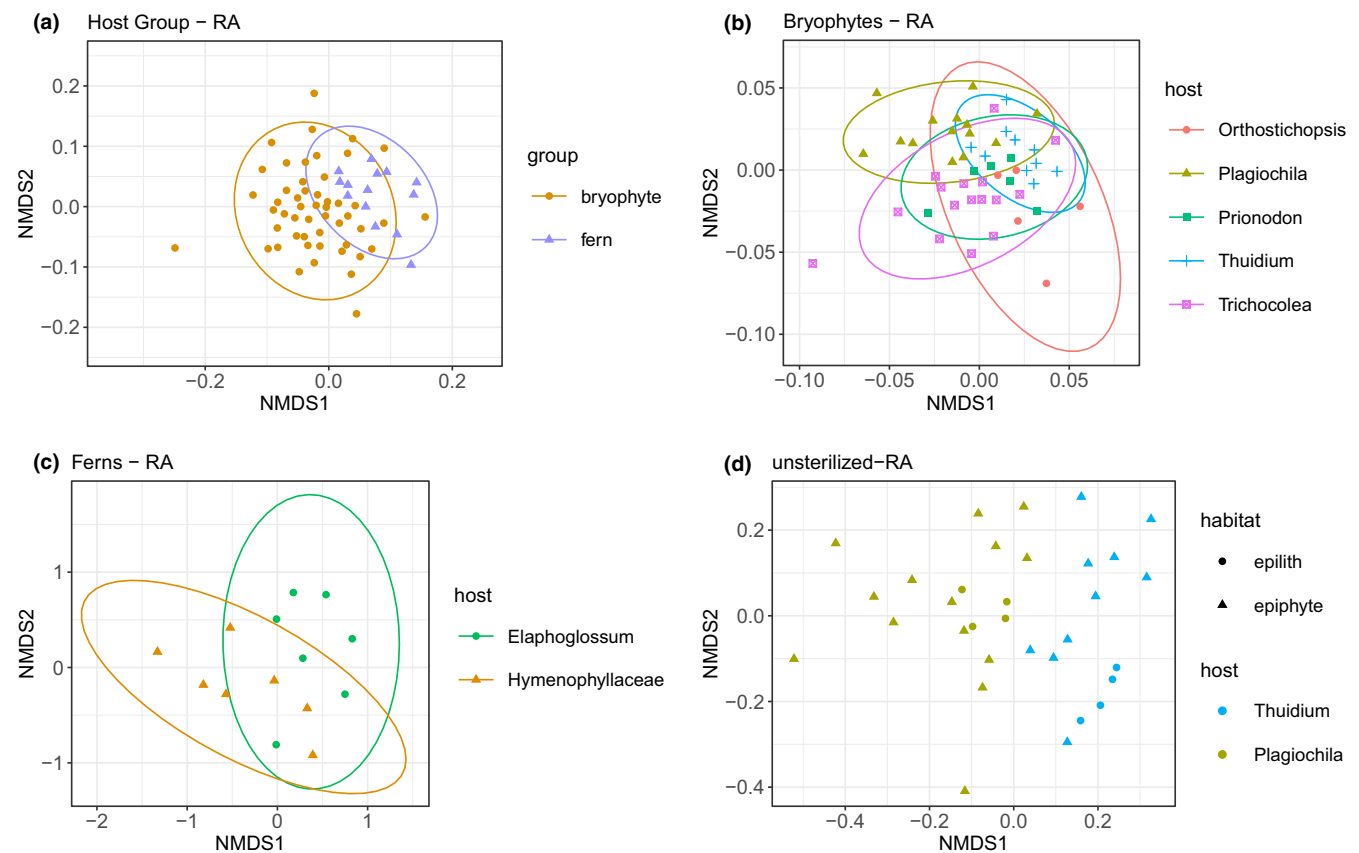 (a) Host Group − RA
0.2
0.1
0.0
−0.1
−0.2
NMDS2
−0.2 0.0 0.2
NMDS1
group
bryophyte
fern
(b) Bryophytes − RA
0.05
0.00
−0.05
−0.10
NMDS2
−0.10 −0.05 0.00 0.05
NMDS1
host
Orthostichopsis
Plagiochila
Prionodon
Thuidium
Trichocolea
(c) Ferns − RA
1
0
−1
NMDS2
−2 −1 0 1
NMDS1
host
Elaphoglossum
Hymenophyllaceae
(d) unsterilized−RA
0.2
0.0
−0.2
−0.4
NMDS2
−0.4 −0.2 0.0 0.2
NMDS1
habitat
epilith
epiphyte
host
Thuidium
Plagiochila